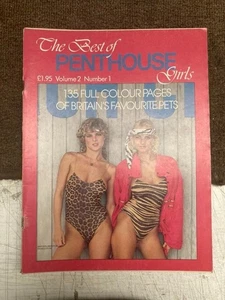 The Best of
PENTHOUSE
Girls
£1.95 Volume 2 Number 1
135 FULL COLOUR PAGES
OF BRITAIN'S FAVOURITE PETS